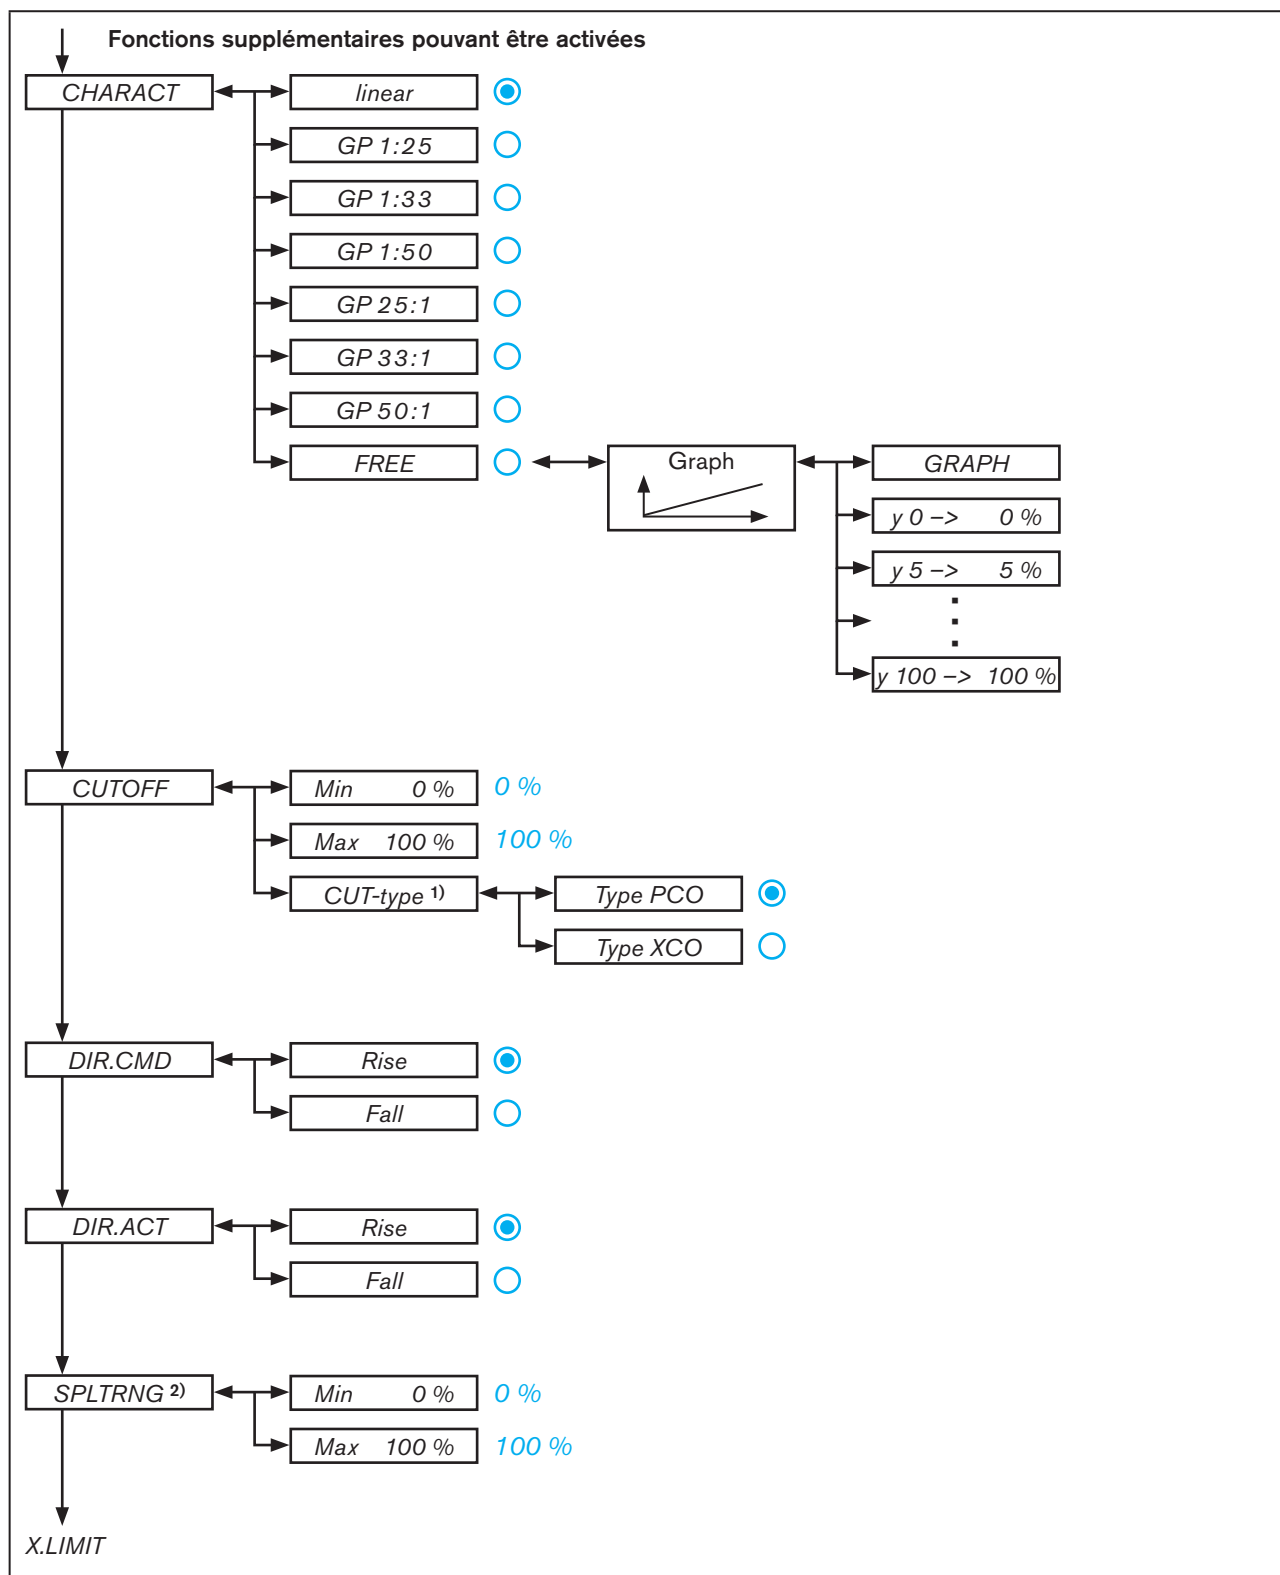 Fonctions supplémentaires pouvant être activées
CHARACT
linear
GP 1:25
GP 1:33
GP 1:50
GP 25:1
GP 33:1
GP 50:1
FREE
Graph
GRAPH
y 0 –> 0 %
y 5 –> 5 %
y 100 –> 100 %
CUTOFF
Min 0 % 0 %
Max 100 % 100 %
CUT-type 1)
Type PCO
Type XCO
DIR.CMD
Rise
Fall
DIR.ACT
Rise
Fall
SPLTRNG 2)
Min 0 % 0 %
Max 100 % 100 %
X.LIMIT